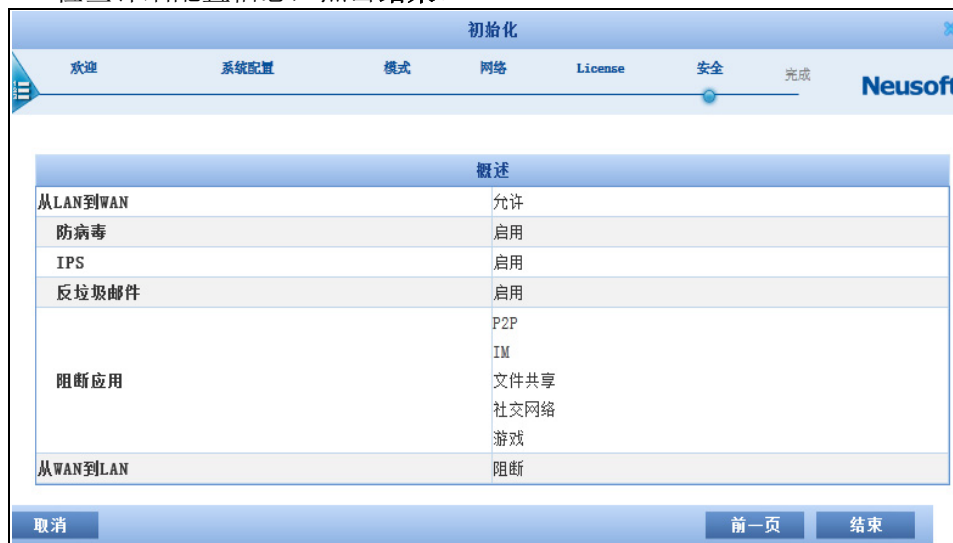 初始化
欢迎 系统配置 模式 网络 License 安全 完成
Neusoft
概述
从LAN到WAN 允许
防病毒 启用
IPS 启用
反垃圾邮件 启用
阻断应用 P2P
IM
文件共享
社交网络
游戏
从WAN到LAN 阻断
取消 前一页 结束